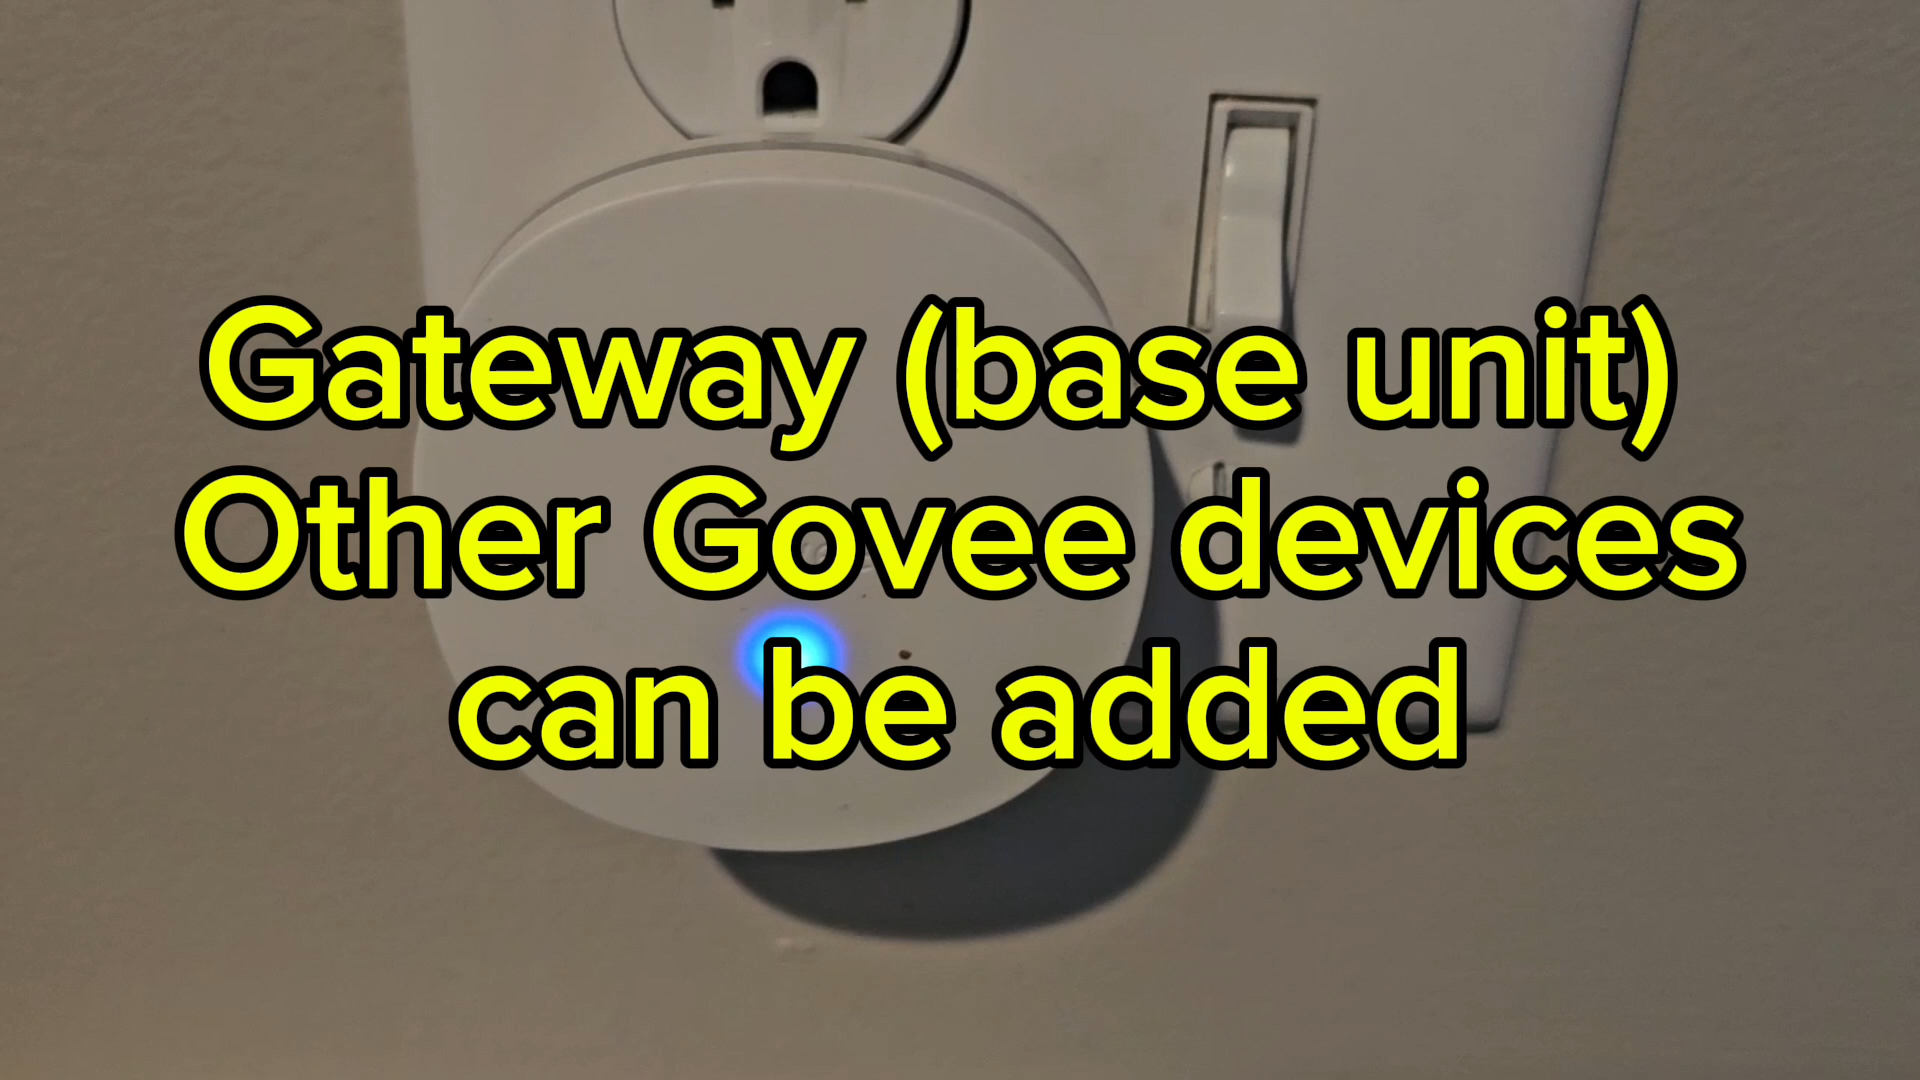 Gateway (base unit)
Other Govee devices
can be added